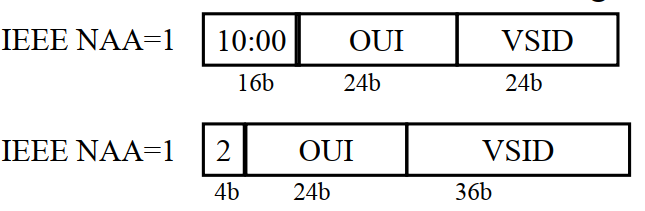 IEEE NAA=1 10:00 OUI VSID
16b 24b 24b
IEEE NAA=1 2 OUI VSID
4b 24b 36b